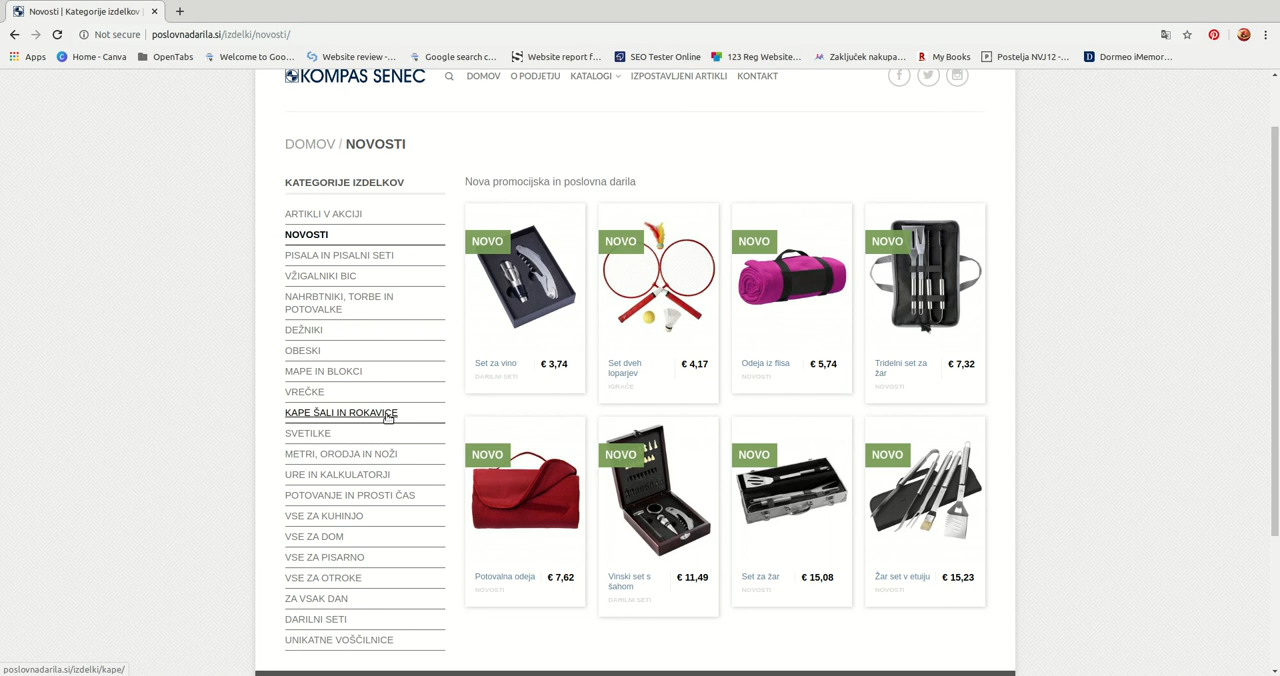 Novosti | Kategorije izdelkov
Not secure
poslovnadarila.si/izdelki/novosti/
Apps
Home - Canva
OpenTabs
Welcome to Goo…
Website review -…
Google search c…
Website report f…
SEO Tester Online
123 Reg Website…
Zaključek nakupa…
My Books
Postelja NVJ12 -…
Dormeo iMemor…
KOMPAS SENEC
DOMOV
O PODJETJU
KATALOGI
IZPOSTAVLJENI ARTIKLI
KONTAKT
DOMOV / NOVOSTI
KATEGORIJE IZDELKOV
ARTIKLI V AKCIJI
NOVOSTI
PISALA IN PISALNI SETI
VŽIGALNIKI BIC
NAHRBTNIKI, TORBE IN
POTOVALKE
DEŽNIKI
OBESKI
MAPE IN BLOKCI
VREČKE
KAPE ŠALI IN ROKAVICE
SVETILKE
METRI, ORODJA IN NOŽI
URE IN KALKULATORJI
POTOVANJE IN PROSTI ČAS
VSE ZA KUHINJO
VSE ZA DOM
VSE ZA PISARNO
VSE ZA OTROKE
ZA VSAK DAN
DARILNI SETI
UNIKATNE VOŠČILNICE
Nova promocijska in poslovna darila
NOVO
Set za vino
€ 3,74
DARILNI SETI
NOVO
Set dveh
loparjev
€ 4,17
IGRAČE
NOVO
Odeja iz flisa
€ 5,74
NOVOSTI
NOVO
Tridelni set za
žar
€ 7,32
NOVOSTI
NOVO
Potovalna odeja
€ 7,62
NOVOSTI
NOVO
Vinski set s
šahom
€ 11,49
DARILNI SETI
NOVO
Set za žar
€ 15,08
NOVOSTI
NOVO
Žar set v etuiju
€ 15,23
NOVOSTI
poslovnadarila.si/izdelki/kape/